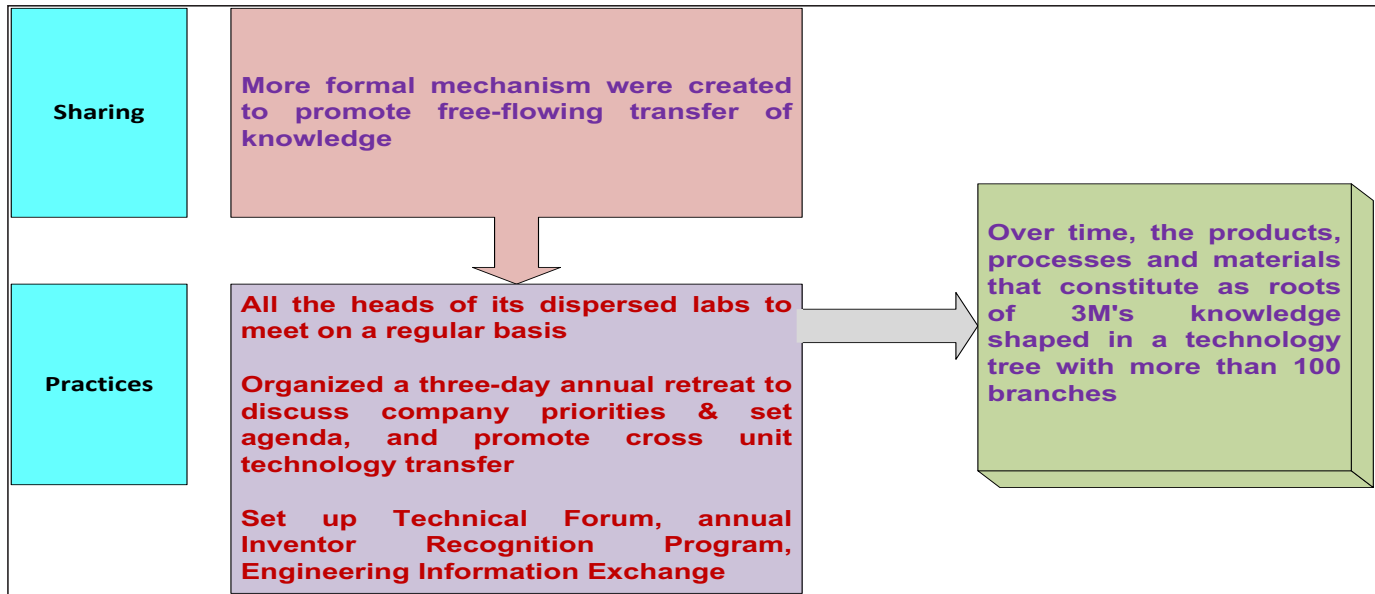 Sharing
More formal mechanism were created
to promote free-flowing transfer of
knowledge
Over time, the products,
processes and materials
that constitute as roots
of 3M's knowledge
shaped in a technology
tree with more than 100
branches
Practices
All the heads of its dispersed labs to
meet on a regular basis
Organized a three-day annual retreat to
discuss company priorities & set
agenda, and promote cross unit
technology transfer
Set up Technical Forum, annual
Inventor Recognition Program,
Engineering Information Exchange